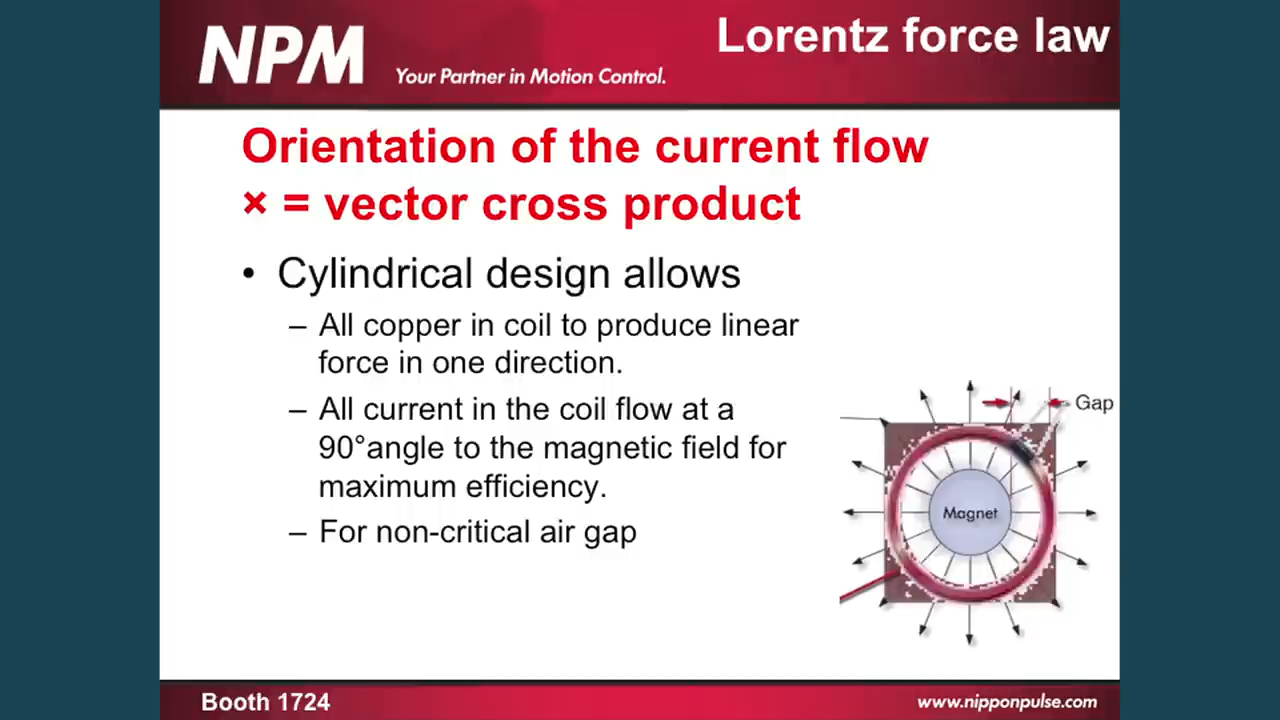 NPM
Your Partner in Motion Control.
Lorentz force law
Orientation of the current flow
× = vector cross product
• Cylindrical design allows
– All copper in coil to produce linear
force in one direction.
– All current in the coil flow at a
90°angle to the magnetic field for
maximum efficiency.
– For non-critical air gap
Gap
Magnet
Booth 1724
www.nipponpulse.com